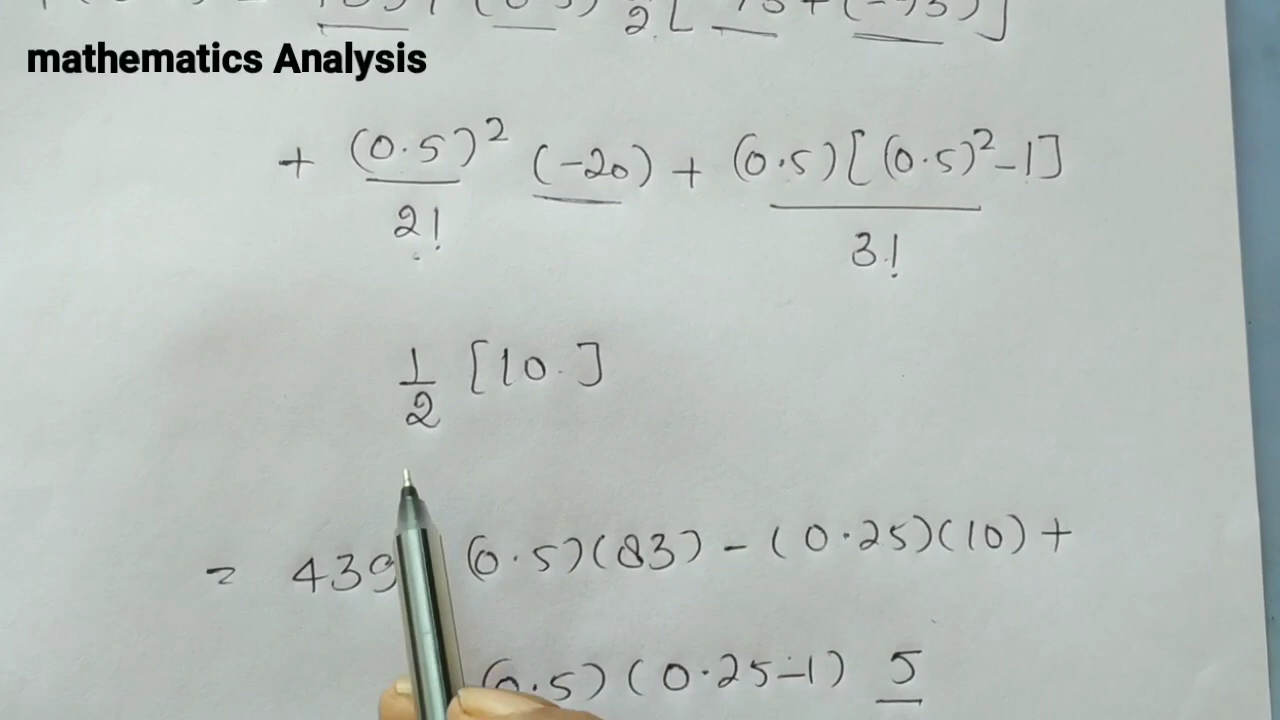 2 [
mathematics Analysis
+ (0.5)² (-20) + (0.5)[(0.5)²-1]
2! 3!
1/2 [10.]
= 439 (0.5)(83) - (0.25)(10) +
(0.5)(0.25-1) 5